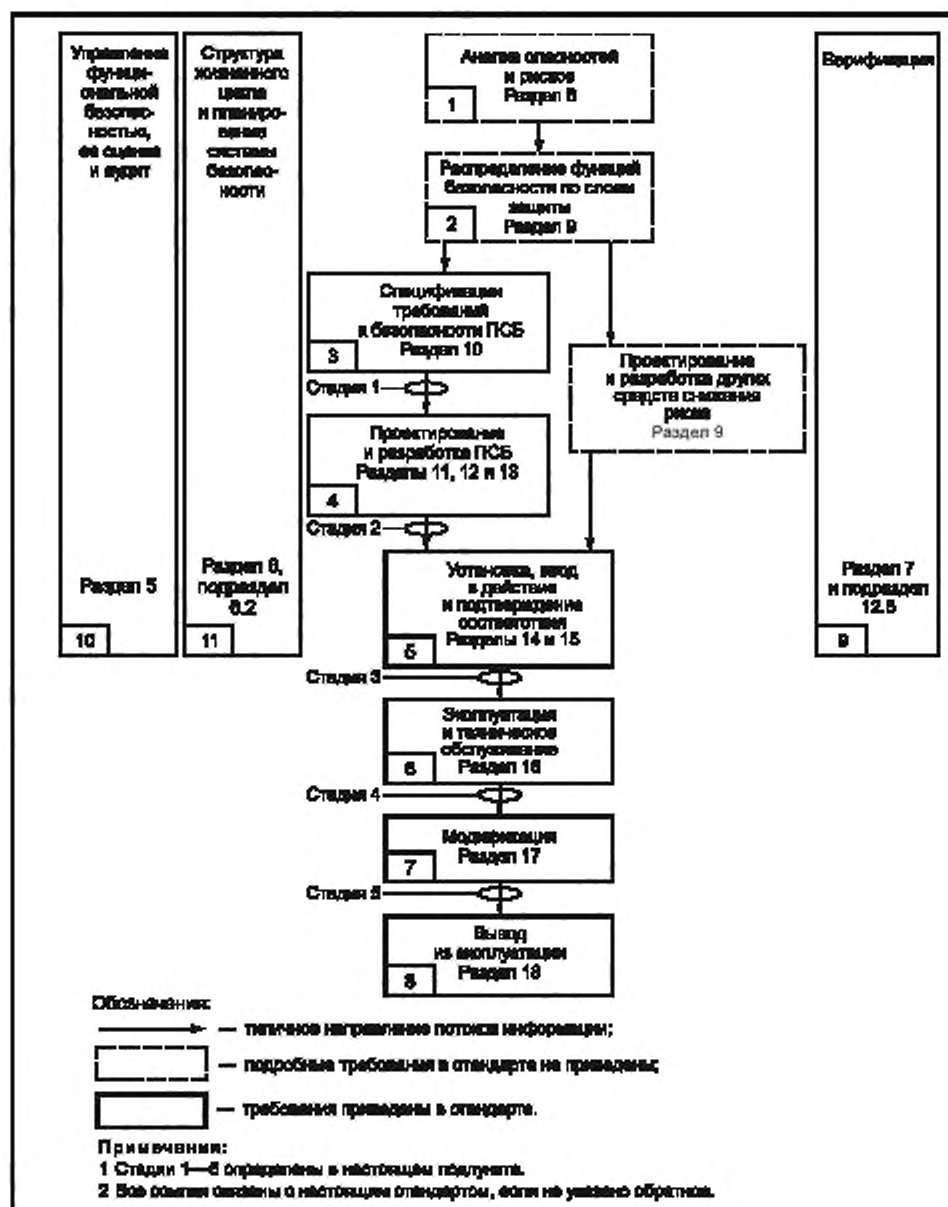 Управление
функци-
ональной
безопас-
ностью,
её оценка
и аудит
Раздел 5
10
Структура
жизненного
цикла
и планиро-
вание
системы
безопас-
ности
Раздел 6,
подраздел
6.2
11
Анализ опасностей
и рисков
Раздел 8
1
Распределение функций
безопасности по слоям
защиты
Раздел 9
2
Спецификации
требований
к безопасности ПСБ
Раздел 10
3
Стадия 1
Проектирование
и разработка других
средств снижения
риска
Раздел 9
Проектирование
и разработка ПСБ
Разделы 11, 12 и 13
4
Стадия 2
Установка, ввод
в действие
и подтверждение
соответствия
Разделы 14 и 15
5
Стадия 3
Эксплуатация
и техническое
обслуживание
Раздел 16
6
Стадия 4
Модификация
Раздел 17
7
Стадия 5
Вывод
из эксплуатации
Раздел 18
8
Верификация
Раздел 7
и подраздел
12.5
9
Обозначения:
— типичное направление потоков информации;
— подробные требования в стандарте не приведены;
— требования приведены в стандарте.
Примечания:
1 Стадии 1—5 определены в настоящем подпункте.
2 Все ссылки связаны с настоящим стандартом, если не указано обратное.